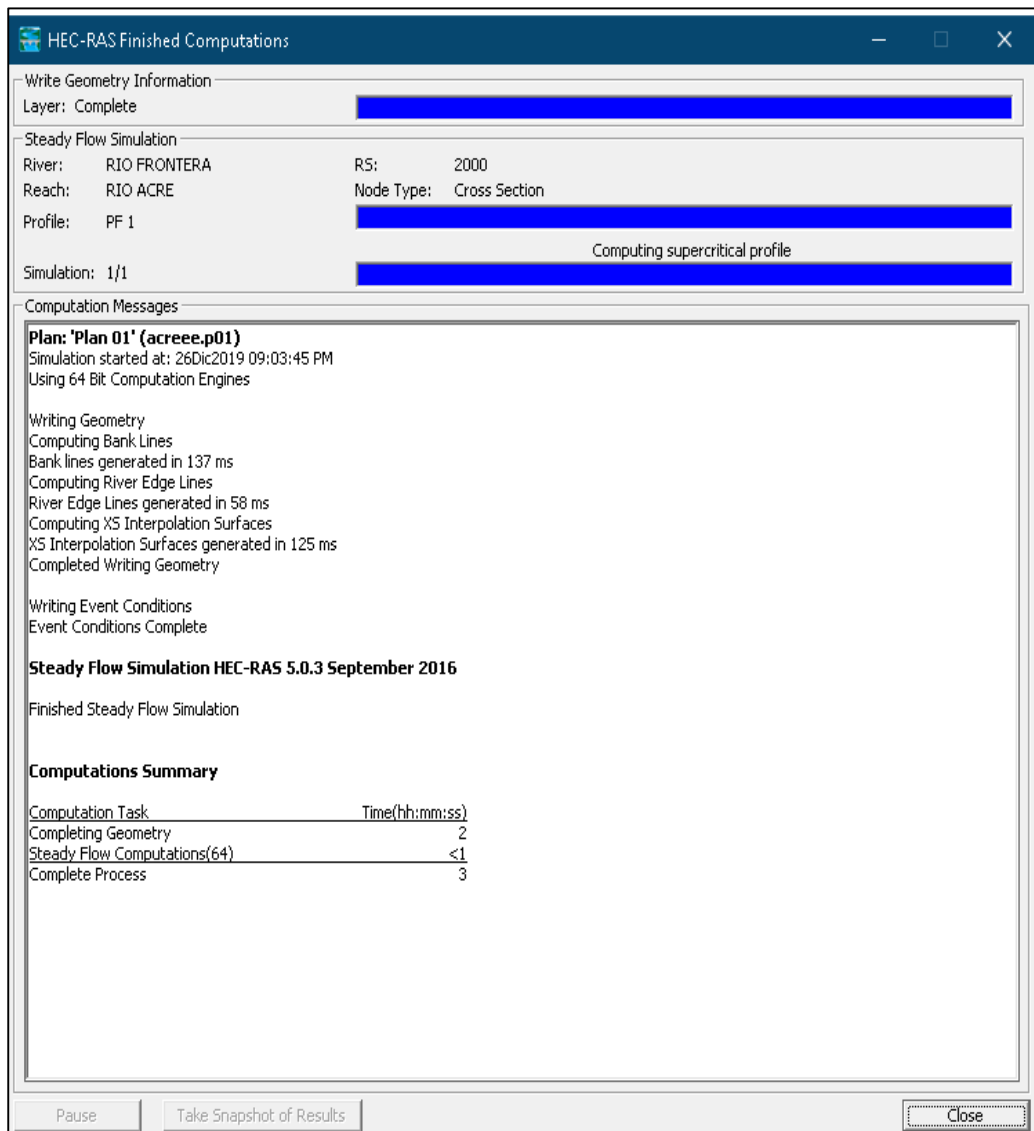 HEC-RAS Finished Computations
Write Geometry Information
Layer: Complete
Steady Flow Simulation
River: RIO FRONTERA RS: 2000
Reach: RIO ACRE Node Type: Cross Section
Profile: PF 1
Computing supercritical profile
Simulation: 1/1
Computation Messages
Plan: 'Plan 01' (acreee.p01)
Simulation started at: 26Dic2019 09:03:45 PM
Using 64 Bit Computation Engines
Writing Geometry
Computing Bank Lines
Bank lines generated in 137 ms
Computing River Edge Lines
River Edge Lines generated in 58 ms
Computing XS Interpolation Surfaces
XS Interpolation Surfaces generated in 125 ms
Completed Writing Geometry
Writing Event Conditions
Event Conditions Complete
Steady Flow Simulation HEC-RAS 5.0.3 September 2016
Finished Steady Flow Simulation
Computations Summary
Computation Task Time(hh:mm:ss)
Completing Geometry 2
Steady Flow Computations(64) <1
Complete Process 3
Pause Take Snapshot of Results Close